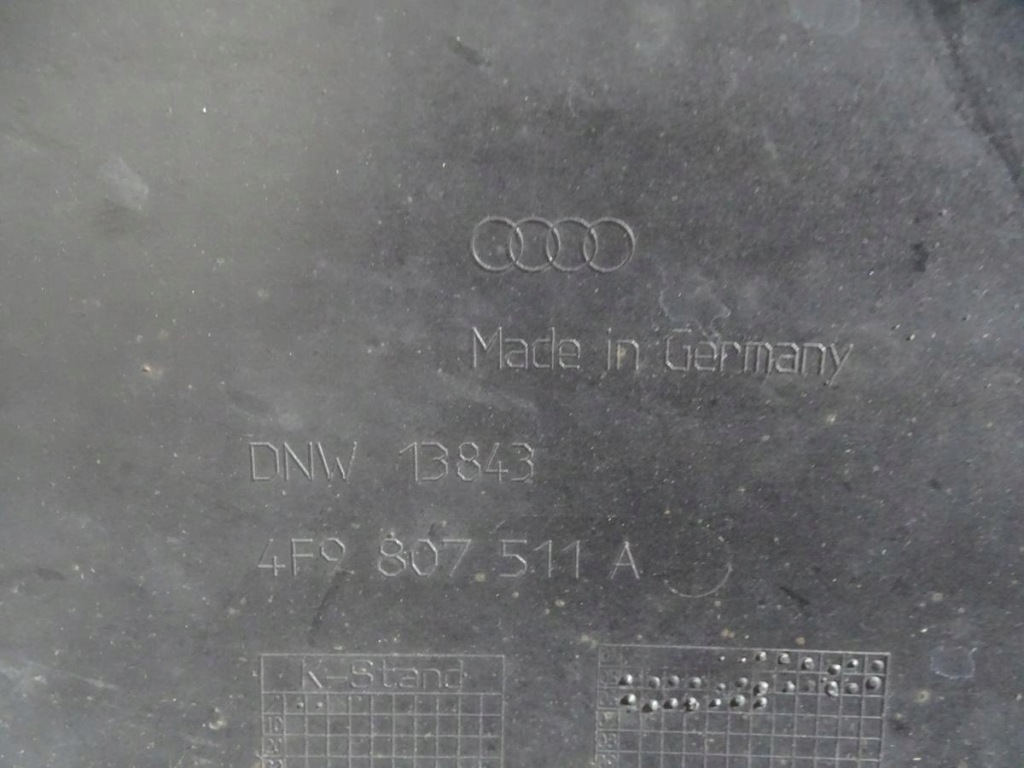 Made in Germany
DNW 13843
4F9 807 511 A
K-Stand